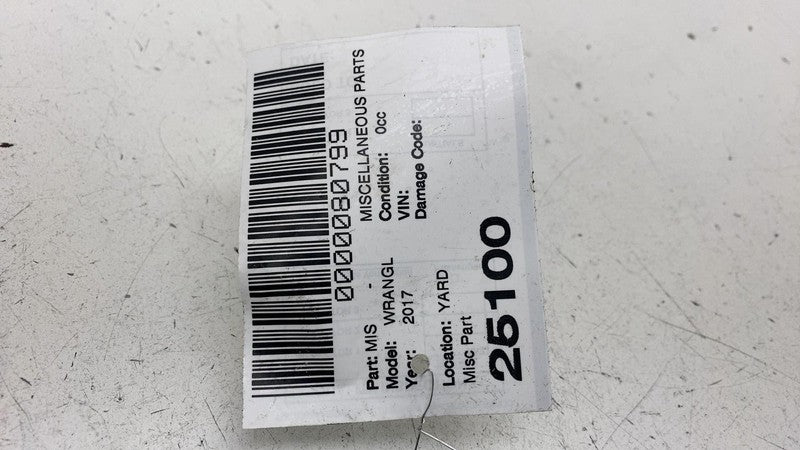 0000080799
Part: MIS - MISCELLANEOUS PARTS
Model: WRANGL Condition: 0cc
Year: 2017 VIN:
Damage Code:
Location: YARD
Misc Part
25100